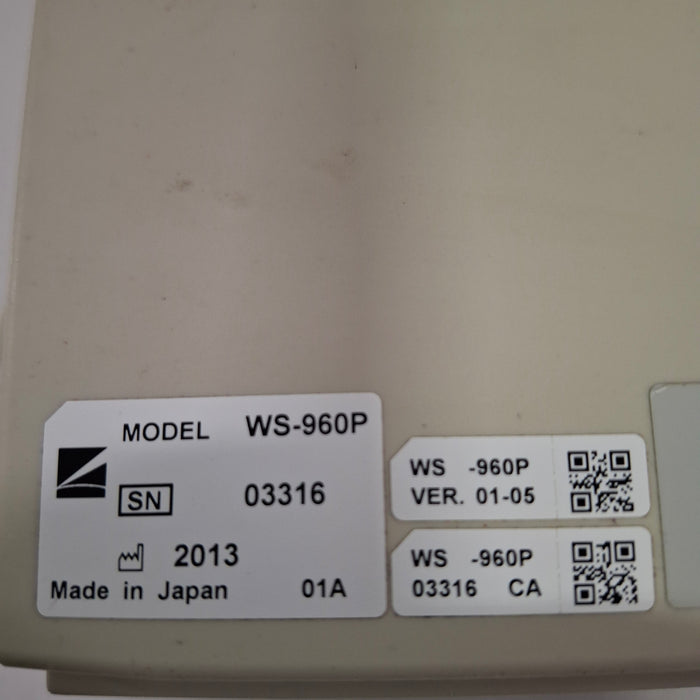 MODEL WS-960P
SN 03316
2013
Made in Japan 01A
WS -960P
VER. 01-05
WS -960P
03316 CA